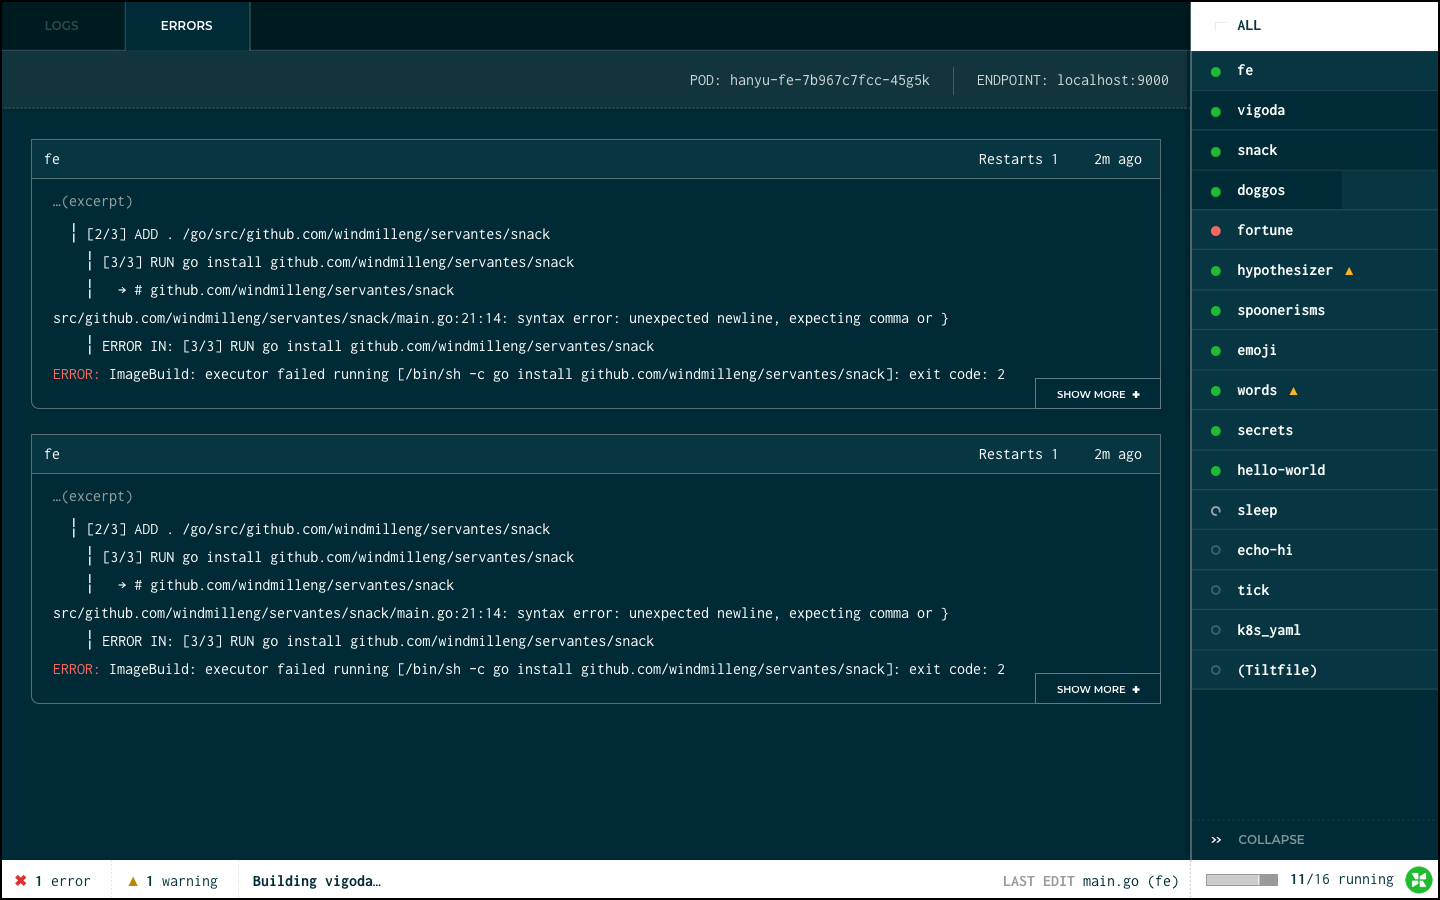 LOGS
ERRORS
POD: hanyu-fe-7b967c7fcc-45g5k
ENDPOINT: localhost:9000
fe
Restarts 1
2m ago
…(excerpt)
[2/3] ADD . /go/src/github.com/windmilleng/servantes/snack
[3/3] RUN go install github.com/windmilleng/servantes/snack
→ # github.com/windmilleng/servantes/snack
src/github.com/windmilleng/servantes/snack/main.go:21:14: syntax error: unexpected newline, expecting comma or }
ERROR IN: [3/3] RUN go install github.com/windmilleng/servantes/snack
ERROR: ImageBuild: executor failed running [/bin/sh -c go install github.com/windmilleng/servantes/snack]: exit code: 2
SHOW MORE +
fe
Restarts 1
2m ago
…(excerpt)
[2/3] ADD . /go/src/github.com/windmilleng/servantes/snack
[3/3] RUN go install github.com/windmilleng/servantes/snack
→ # github.com/windmilleng/servantes/snack
src/github.com/windmilleng/servantes/snack/main.go:21:14: syntax error: unexpected newline, expecting comma or }
ERROR IN: [3/3] RUN go install github.com/windmilleng/servantes/snack
ERROR: ImageBuild: executor failed running [/bin/sh -c go install github.com/windmilleng/servantes/snack]: exit code: 2
SHOW MORE +
ALL
fe
vigoda
snack
doggos
fortune
hypothesizer
spoonerisms
emoji
words
secrets
hello-world
sleep
echo-hi
tick
k8s_yaml
(Tiltfile)
» COLLAPSE
1 error
1 warning
Building vigoda…
LAST EDIT main.go (fe)
11/16 running